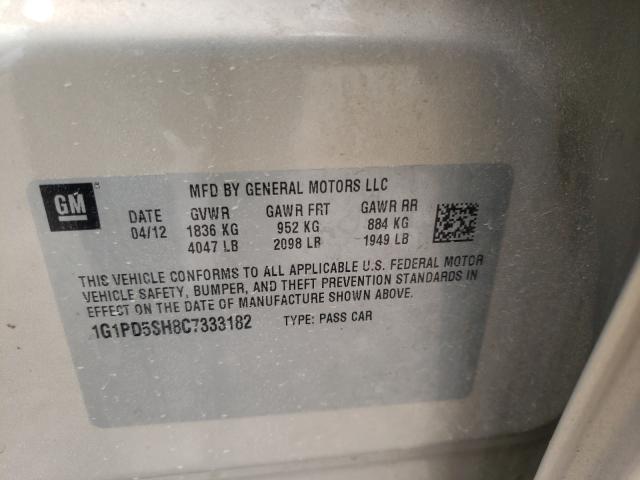 GM
MFD BY GENERAL MOTORS LLC
DATE GVWR GAWR FRT GAWR RR
04/12 1836 KG 952 KG 884 KG
4047 LB 2098 LB 1949 LB
THIS VEHICLE CONFORMS TO ALL APPLICABLE U.S. FEDERAL MOTOR
VEHICLE SAFETY, BUMPER, AND THEFT PREVENTION STANDARDS IN
EFFECT ON THE DATE OF MANUFACTURE SHOWN ABOVE.
1G1PD5SH8C7333182 TYPE: PASS CAR